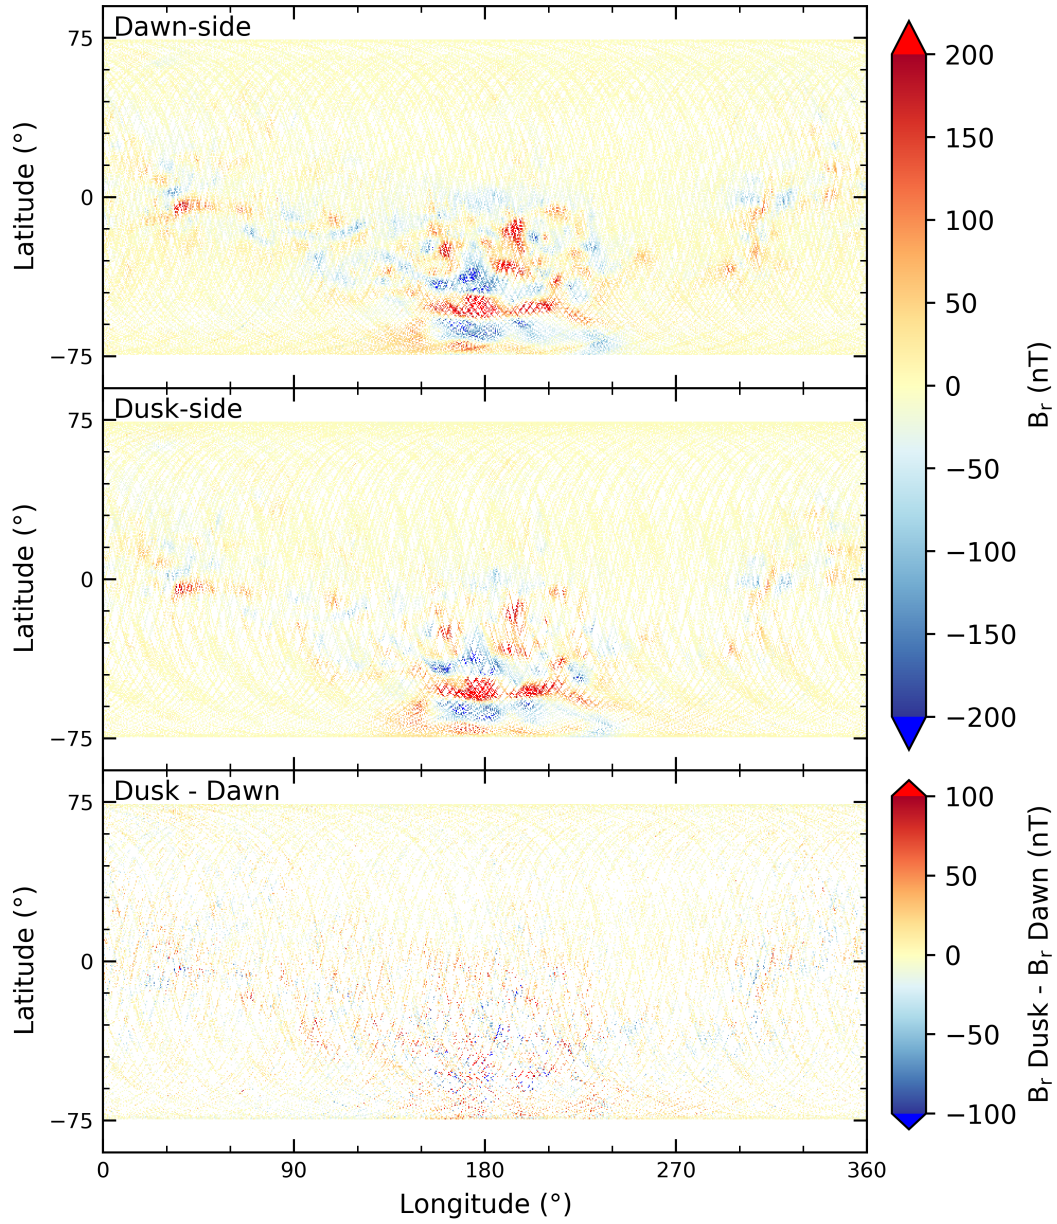 Dawn-side
75
0
−75
Latitude (°)
Dusk-side
75
0
−75
Latitude (°)
Dusk - Dawn
75
0
−75
Latitude (°)
0 90 180 270 360
Longitude (°)
200
150
100
50
0
−50
−100
−150
−200
Br (nT)
100
50
0
−50
−100
Br Dusk - Br Dawn (nT)